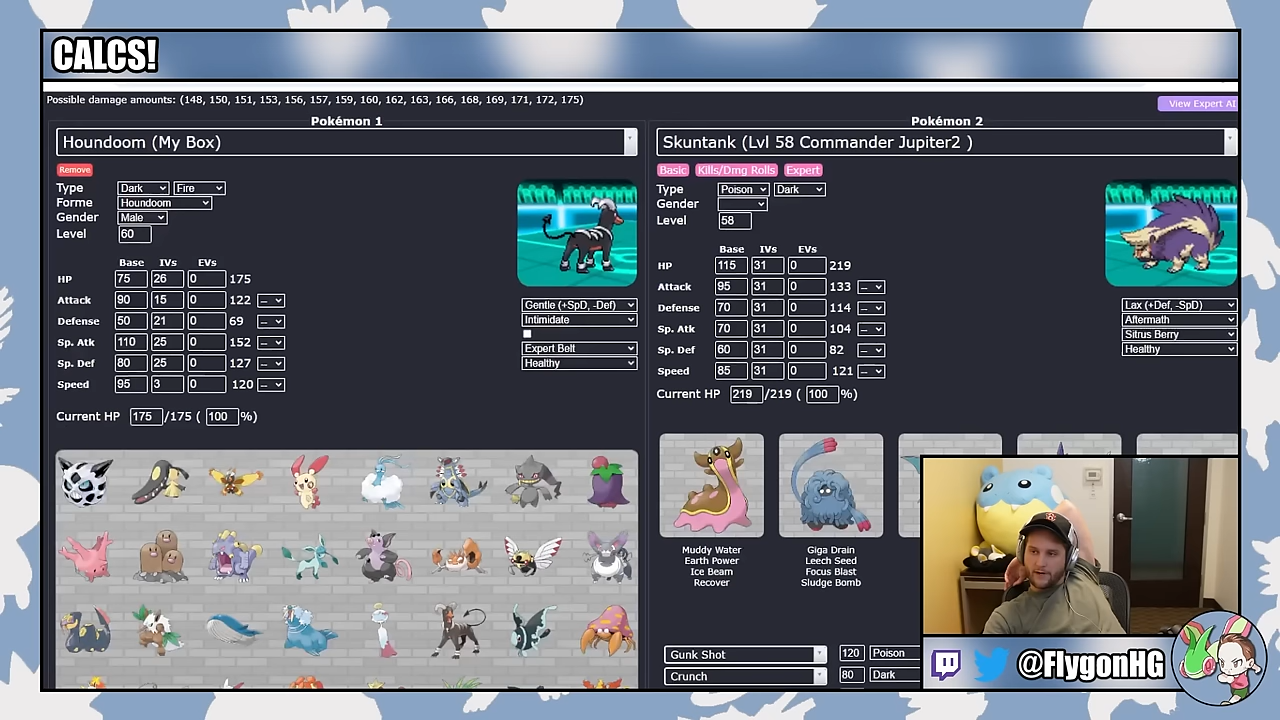 CALCS!
Possible damage amounts: (148, 150, 151, 153, 156, 157, 159, 160, 162, 163, 166, 168, 169, 171, 172, 175)
View Expert AI
Pokémon 1
Houndoom (My Box)
Remove
Type Dark Fire
Forme Houndoom
Gender Male
Level 60
Base IVs EVs
HP 75 26 0 175
Attack 90 15 0 122 --
Defense 50 21 0 69 --
Sp. Atk 110 25 0 152 --
Sp. Def 80 25 0 127 --
Speed 95 3 0 120 --
Gentle (+SpD, -Def)
Intimidate
Expert Belt
Healthy
Current HP 175 /175 ( 100 %)
Pokémon 2
Skuntank (Lvl 58 Commander Jupiter2 )
Basic Kills/Dmg Rolls Expert
Type Poison Dark
Gender
Level 58
Base IVs EVs
HP 115 31 0 219
Attack 95 31 0 133 --
Defense 70 31 0 114 --
Sp. Atk 70 31 0 104 --
Sp. Def 60 31 0 82 --
Speed 85 31 0 121 --
Lax (+Def, -SpD)
Aftermath
Sitrus Berry
Healthy
Current HP 219 /219 ( 100 %)
Muddy Water
Earth Power
Ice Beam
Recover
Giga Drain
Leech Seed
Focus Blast
Sludge Bomb
Gunk Shot 120 Poison
Crunch 80 Dark
@FlygonHG